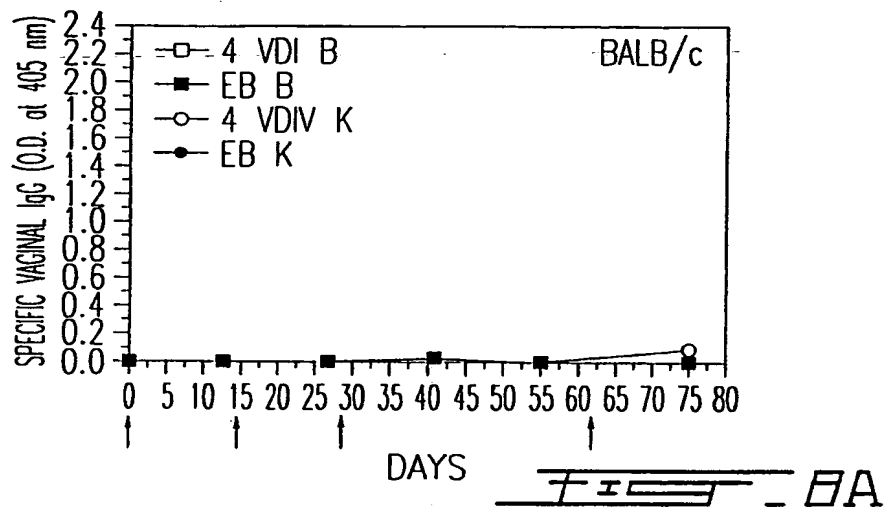 SPECIFIC VAGINAL IgG (O.D. at 405 nm)
2.4
2.2
2.0
1.8
1.6
1.4
1.2
1.0
0.8
0.6
0.4
0.2
0.0
4 VDI B
EB B
4 VDIV K
EB K
BALB/c
0 5 10 15 20 25 30 35 40 45 50 55 60 65 70 75 80
DAYS
FIG. 8A